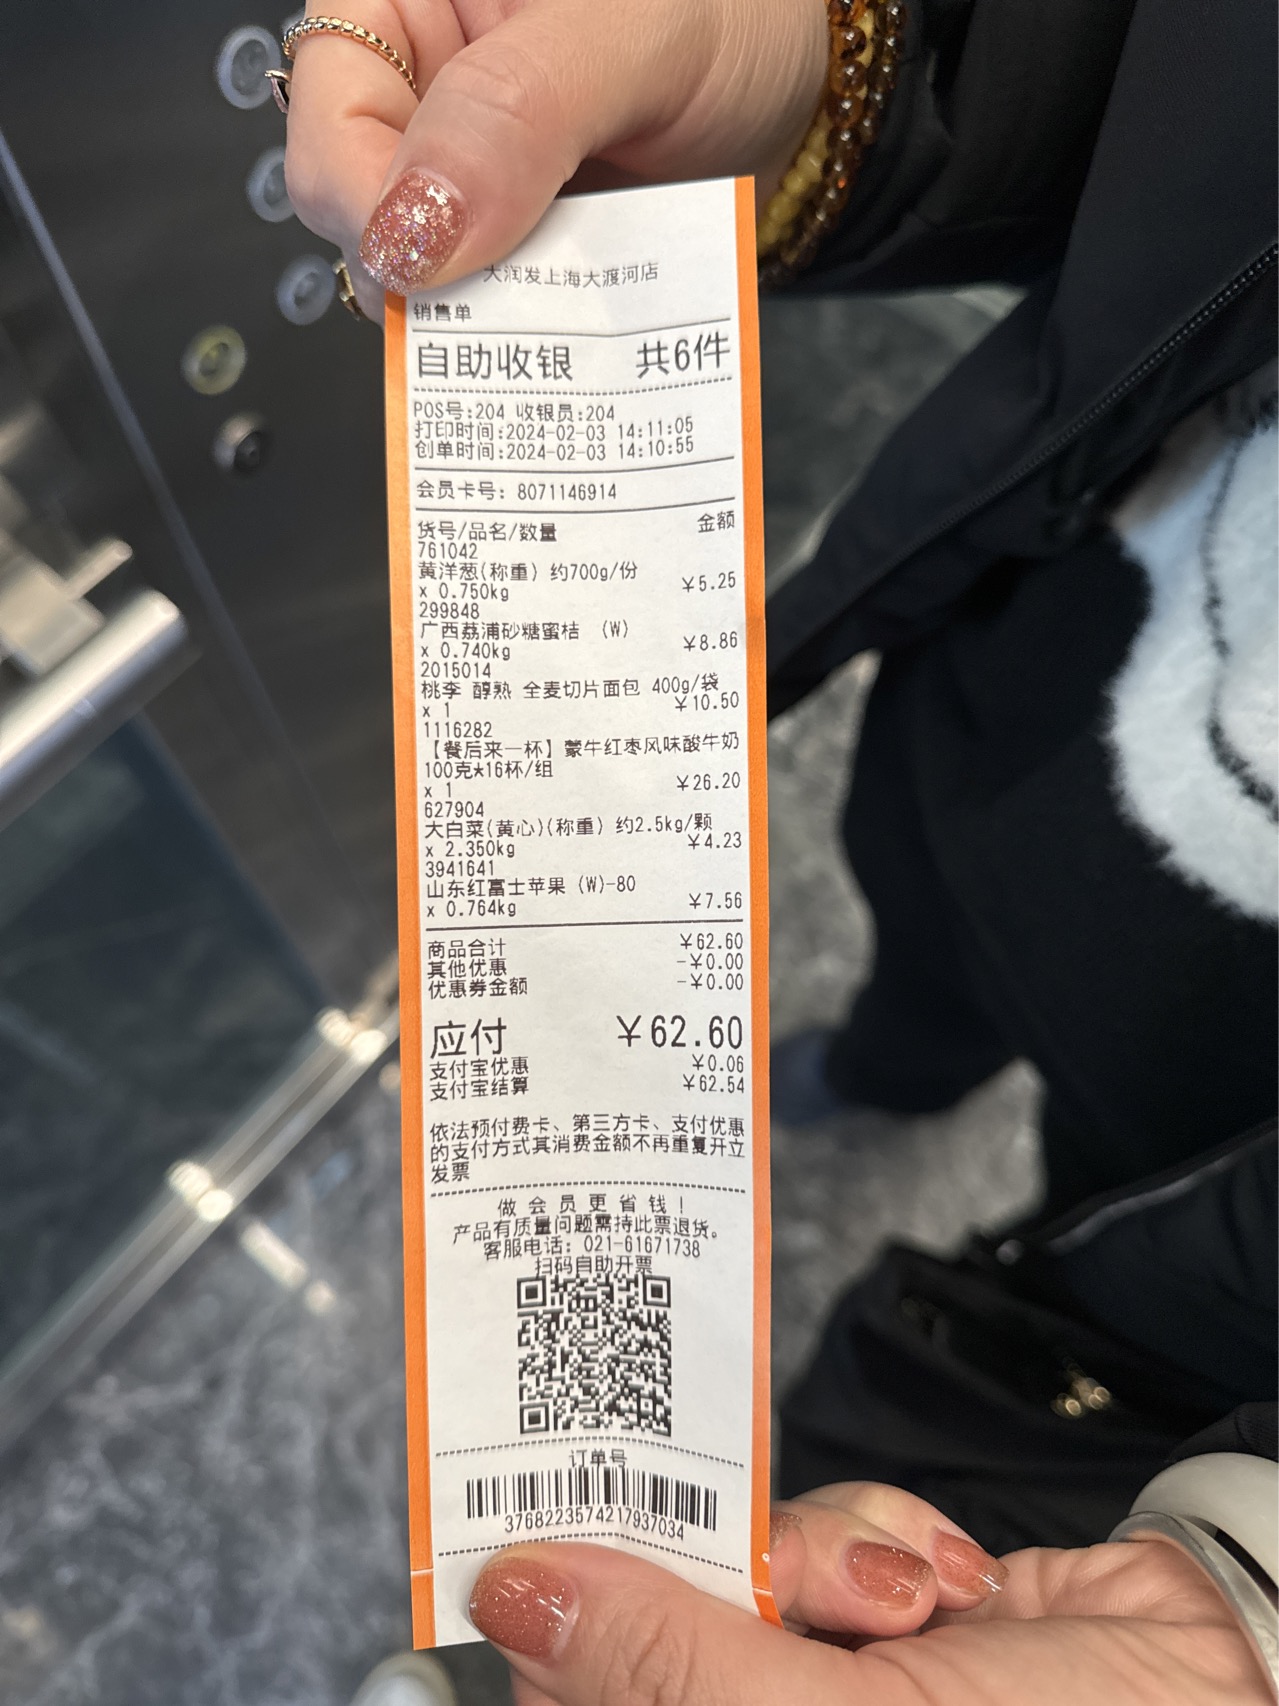 大润发上海大渡河店
销售单
自助收银 共6件
POS号:204 收银员:204
打印时间:2024-02-03 14:11:05
创单时间:2024-02-03 14:10:55
会员卡号: 8071146914
货号/品名/数量 金额
761042
黄洋葱(称重) 约700g/份
x 0.750kg ￥5.25
299848
广西荔浦砂糖蜜桔 (W)
x 0.740kg ￥8.86
2015014
桃李 醇熟 全麦切片面包 400g/袋
x 1 ￥10.50
1116282
【餐后来一杯】蒙牛红枣风味酸牛奶
100克*16杯/组
x 1 ￥26.20
627904
大白菜(黄心)(称重) 约2.5kg/颗
x 2.350kg ￥4.23
3941641
山东红富士苹果 (W)-80
x 0.764kg ￥7.56
商品合计 ￥62.60
其他优惠 -￥0.00
优惠券金额 -￥0.00
应付 ￥62.60
支付宝优惠 ￥0.06
支付宝结算 ￥62.54
依法预付费卡、第三方卡、支付优惠
的支付方式其消费金额不再重复开立
发票
做会员更省钱!
产品有质量问题需持此票退货。
客服电话: 021-61671738
扫码自助开票
订单号
3768223574217937034